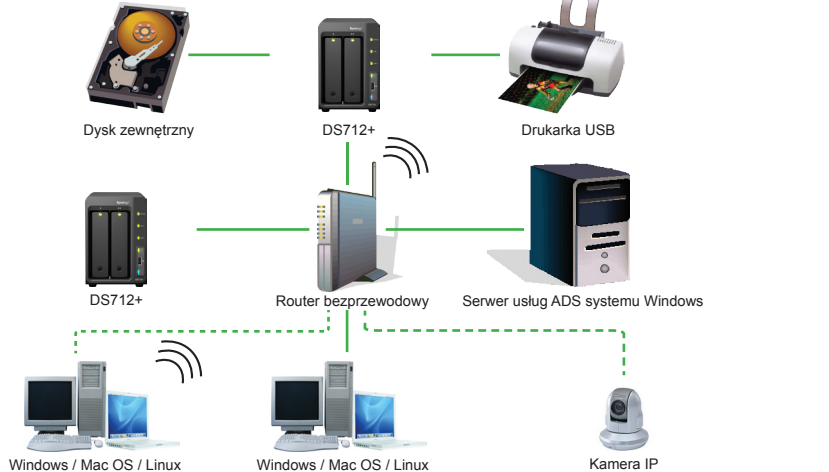 Dysk zewnętrzny
DS712+
Drukarka USB
DS712+
Router bezprzewodowy
Serwer usług ADS systemu Windows
Windows / Mac OS / Linux
Windows / Mac OS / Linux
Kamera IP